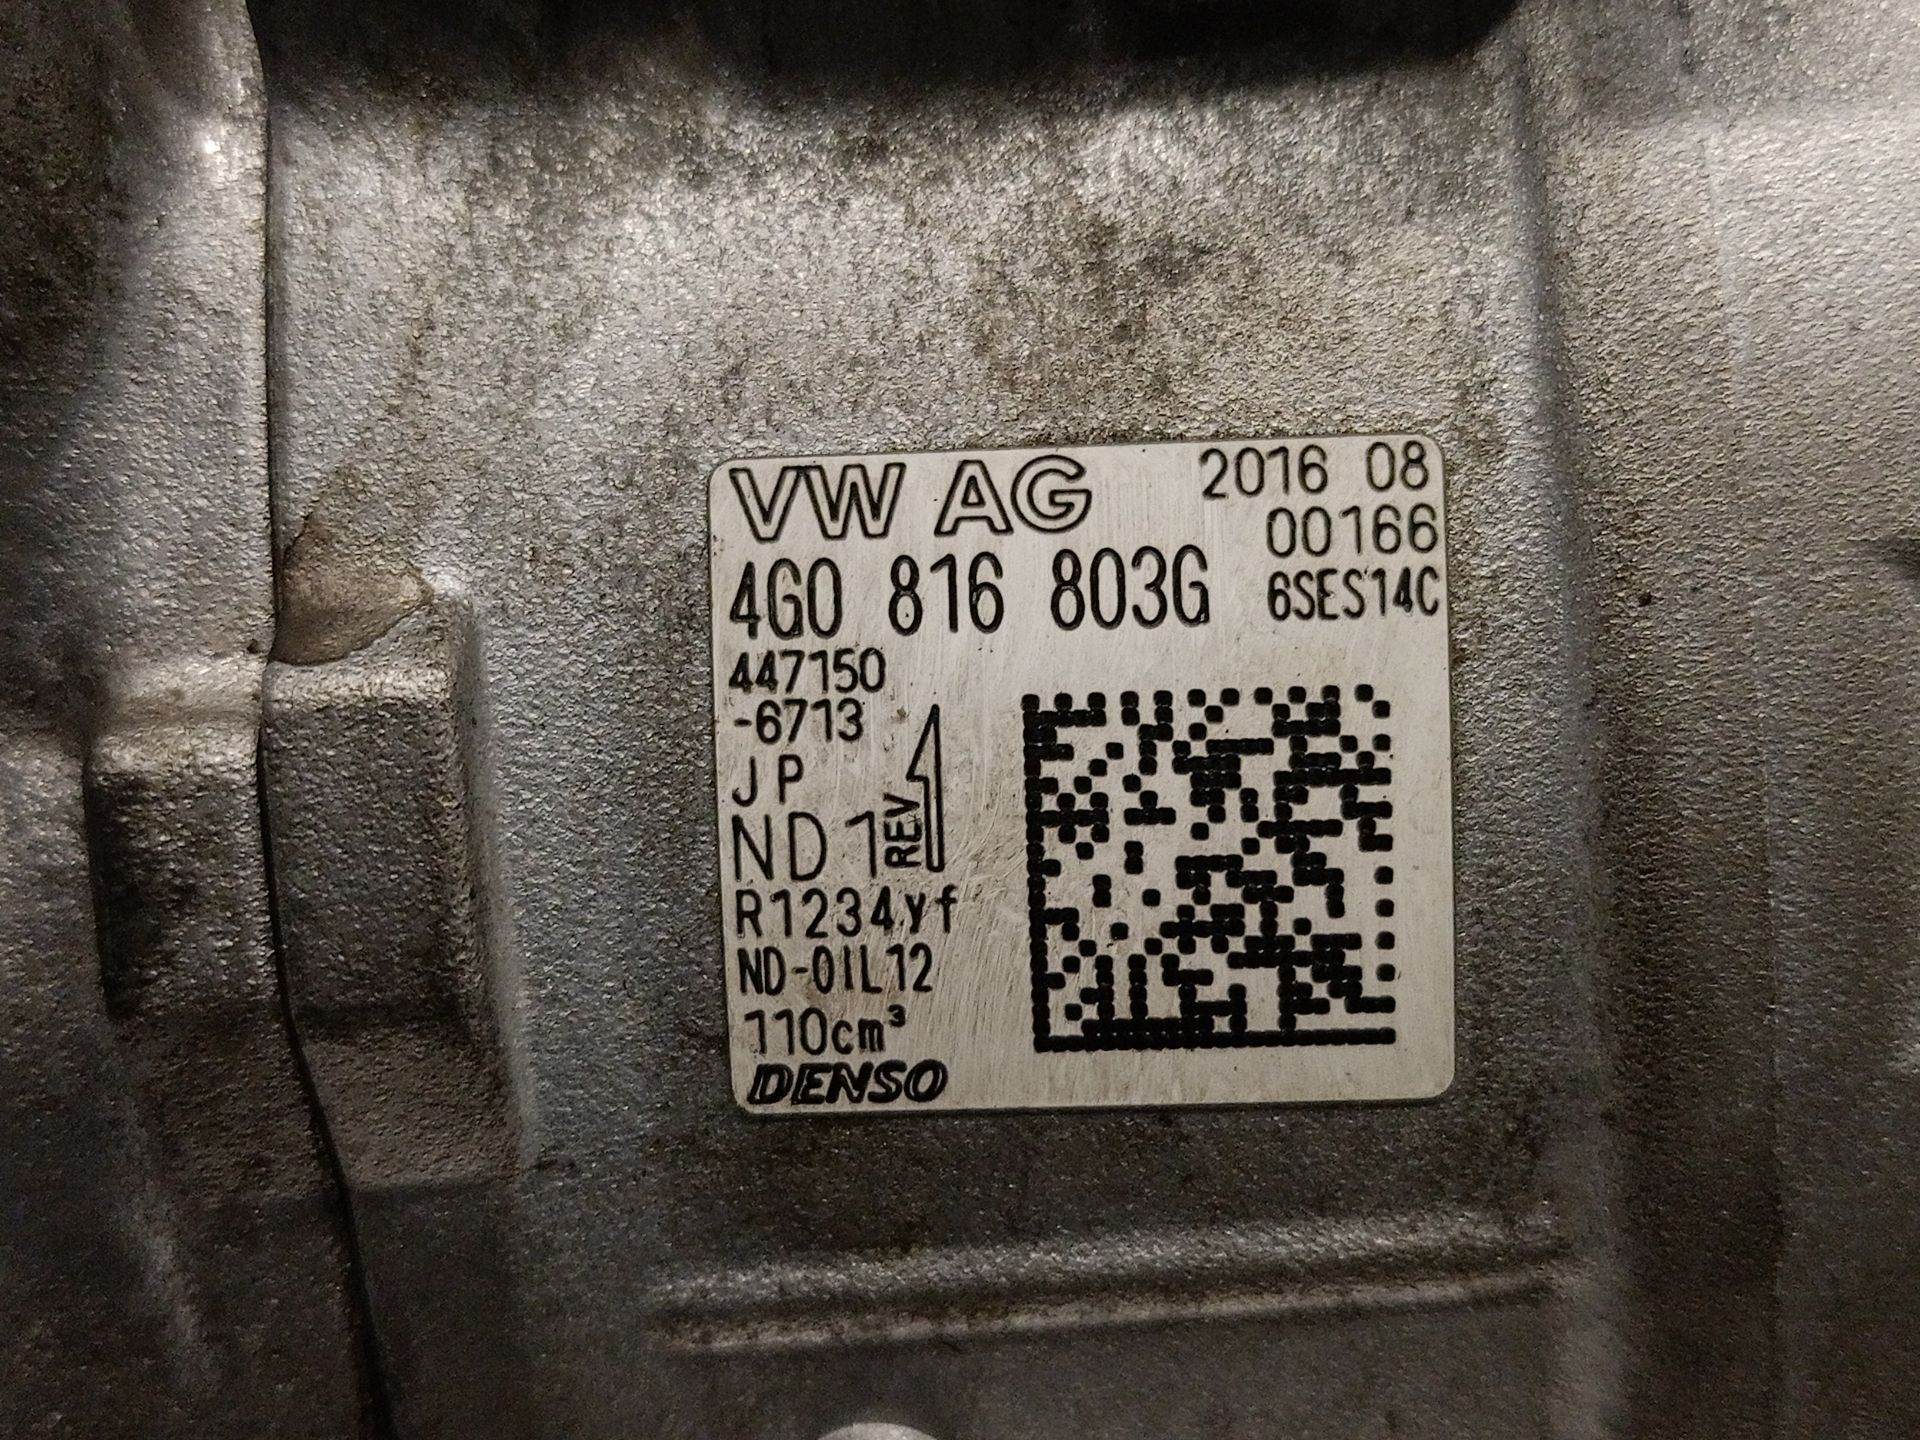 VW AG 2016 08
00166
4G0 816 803G 6SES14C
447150
-6713
JP
ND1 REV
R1234yf
ND-OIL12
110cm³
DENSO